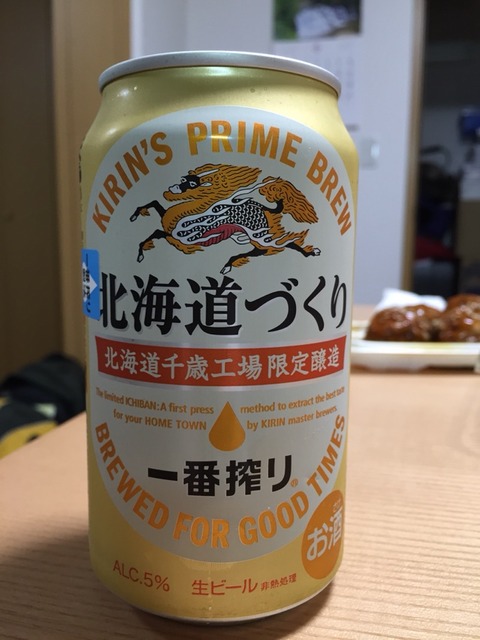 KIRIN'S PRIME BREW
北海道づくり
北海道千歳工場限定醸造
The limited ICHIBAN: A first press method to extract the best taste
for your HOME TOWN by KIRIN master brewers.
一番搾り
BREWED FOR GOOD TIMES
お酒
ALC.5% 生ビール 非熱処理